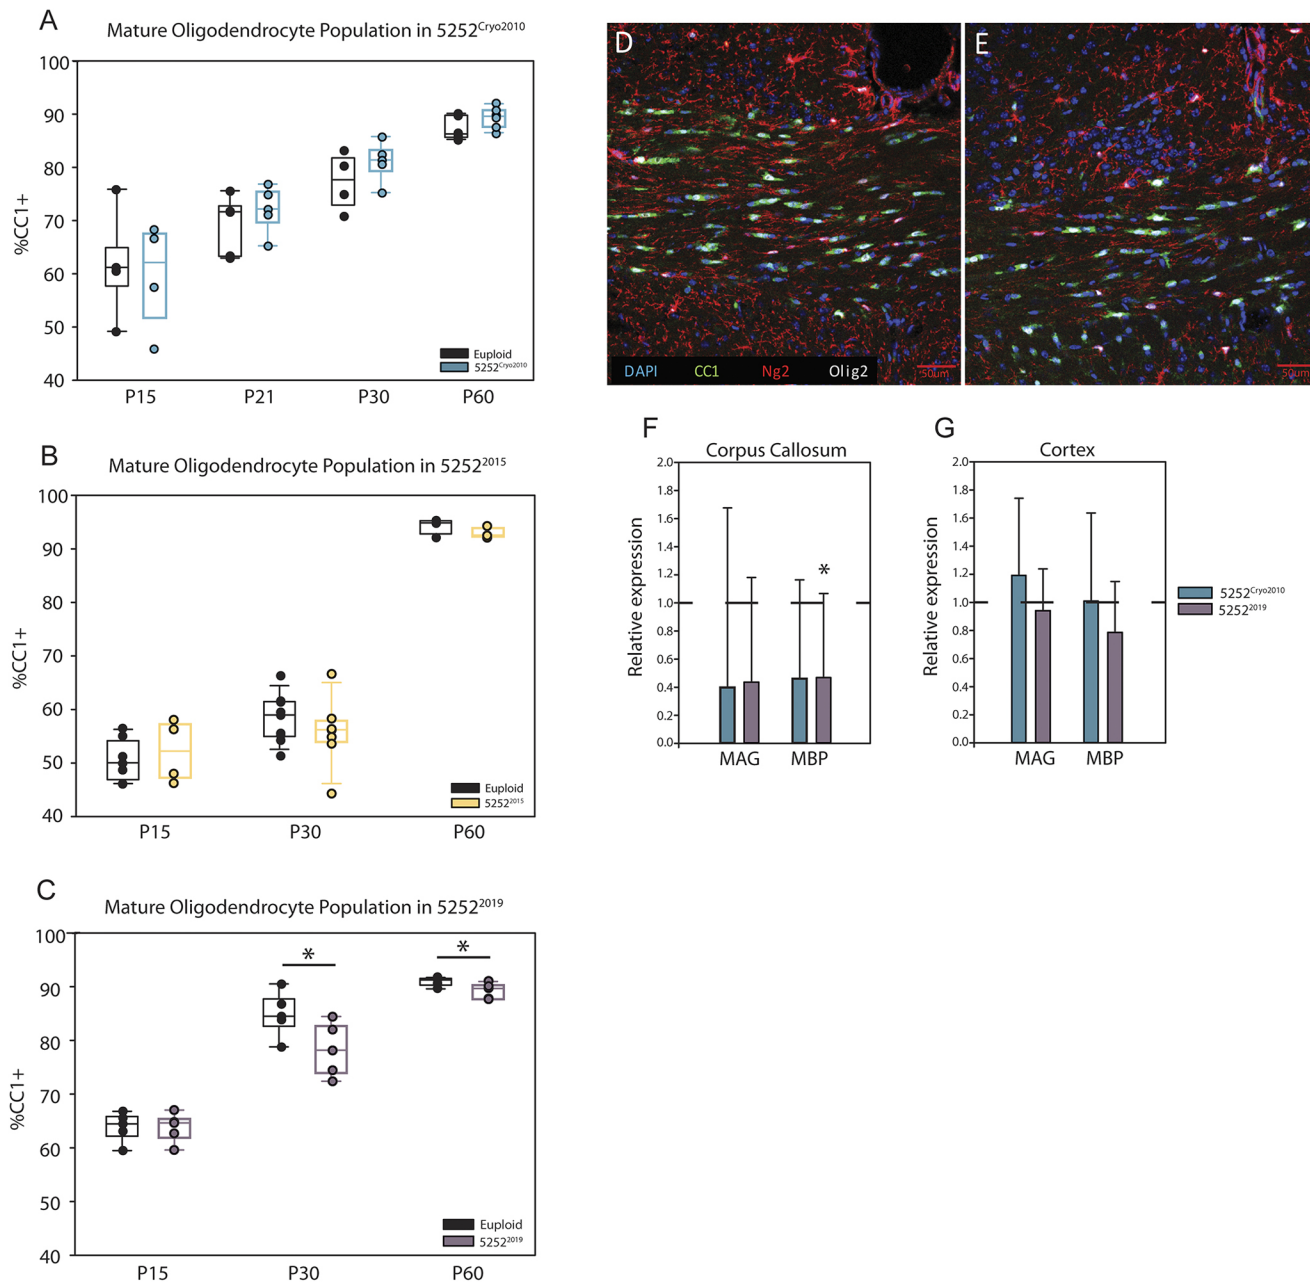 A
Mature Oligodendrocyte Population in 5252Cryo2010
100
90
80
70
60
50
40
%CC1+
P15 P21 P30 P60
Euploid
5252Cryo2010
B
Mature Oligodendrocyte Population in 52522015
100
90
80
70
60
50
40
%CC1+
P15 P30 P60
Euploid
52522015
C
Mature Oligodendrocyte Population in 52522019
100
90
80
70
60
50
40
%CC1+
* *
P15 P30 P60
Euploid
52522019
D
DAPI CC1 Ng2 Olig2
50um
E
50um
F
Corpus Callosum
2.0
1.8
1.6
1.4
1.2
1.0
0.8
0.6
0.4
0.2
0.0
Relative expression
*
MAG MBP
G
Cortex
2.0
1.8
1.6
1.4
1.2
1.0
0.8
0.6
0.4
0.2
0.0
Relative expression
MAG MBP
5252Cryo2010
52522019